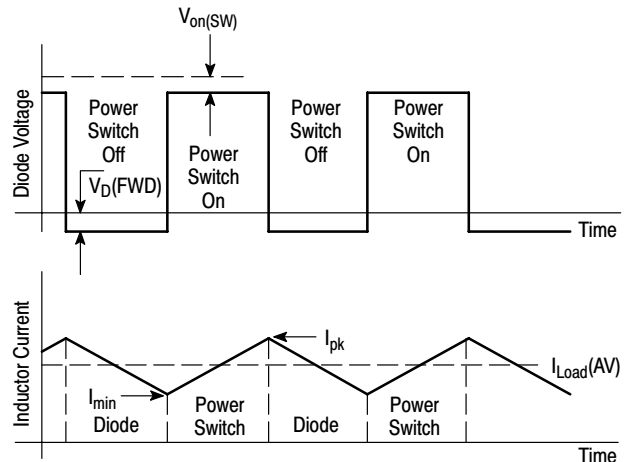 Von(SW)
Diode Voltage
Power
Switch
Off
Power
Switch
On
Power
Switch
Off
Power
Switch
On
VD(FWD)
Time
Inductor Current
Ipk
ILoad(AV)
Imin
Diode
Power
Switch
Diode
Power
Switch
Time